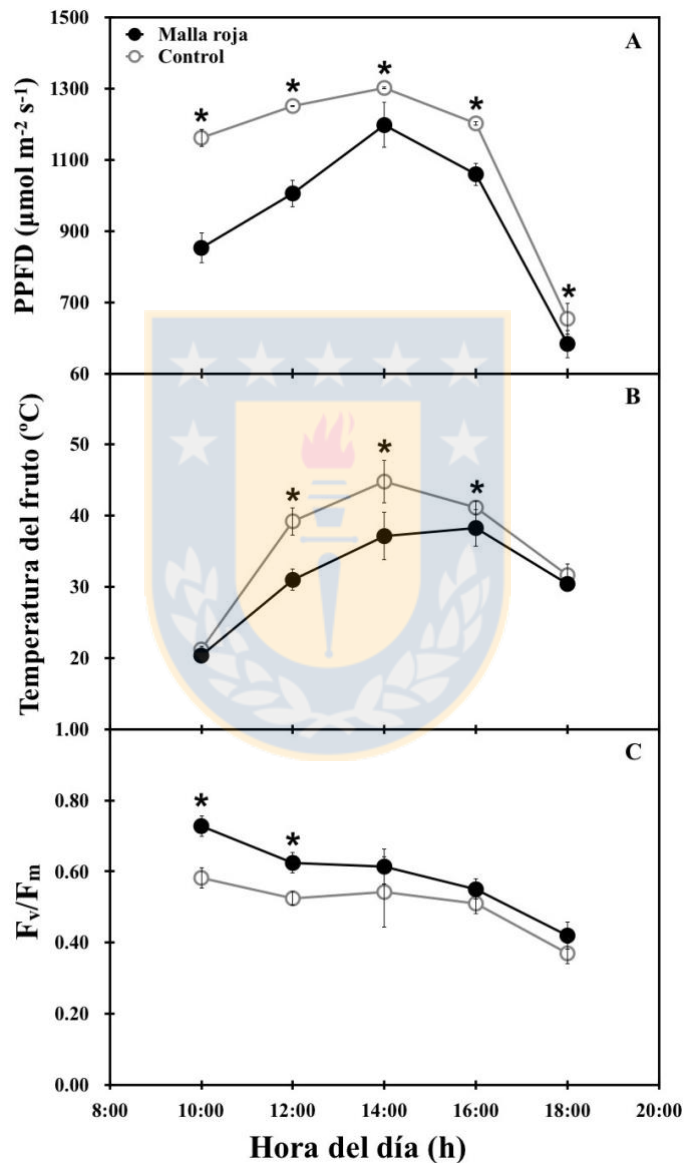 1500
Malla roja
Control
A
1300
1100
900
700
PPFD (µmol m-2 s-1)
*
*
*
*
*
60
B
50
40
30
20
Temperatura del fruto (ºC)
*
*
*
1.00
C
0.80
0.60
0.40
0.20
0.00
Fv/Fm
*
*
8:00 10:00 12:00 14:00 16:00 18:00 20:00
Hora del día (h)